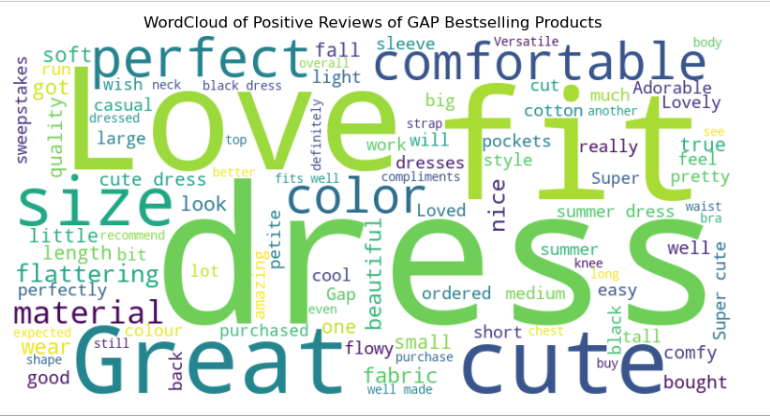 WordCloud of Positive Reviews of GAP Bestselling Products
soft
perfect
fall
sleeve
Versatile
body
overall
comfortable
run
wish
neck
black dress
light
sweepstakes
got
casual
dressed
quality
large
Love
definitely
top
big
strap
work
will
fit
cut
cotton
another
much
Adorable
Lovely
see
pockets
really
true
feel
dresses
style
compliments
Super
pretty
cute dress
better
fits well
size
look
color
Loved
nice
summer dress
waist
bra
little
recommend
petite
beautiful
dress
length
bit
flattering
lot
amazing
cool
summer
knee
well
long
Super cute
perfectly
Gap
even
ordered
medium
easy
material
expected
colour
purchased
one
black
tall
short
chest
wear
still
shape
good
back
Great
flowy
small
purchase
fabric
well made
cute
buy
comfy
bought